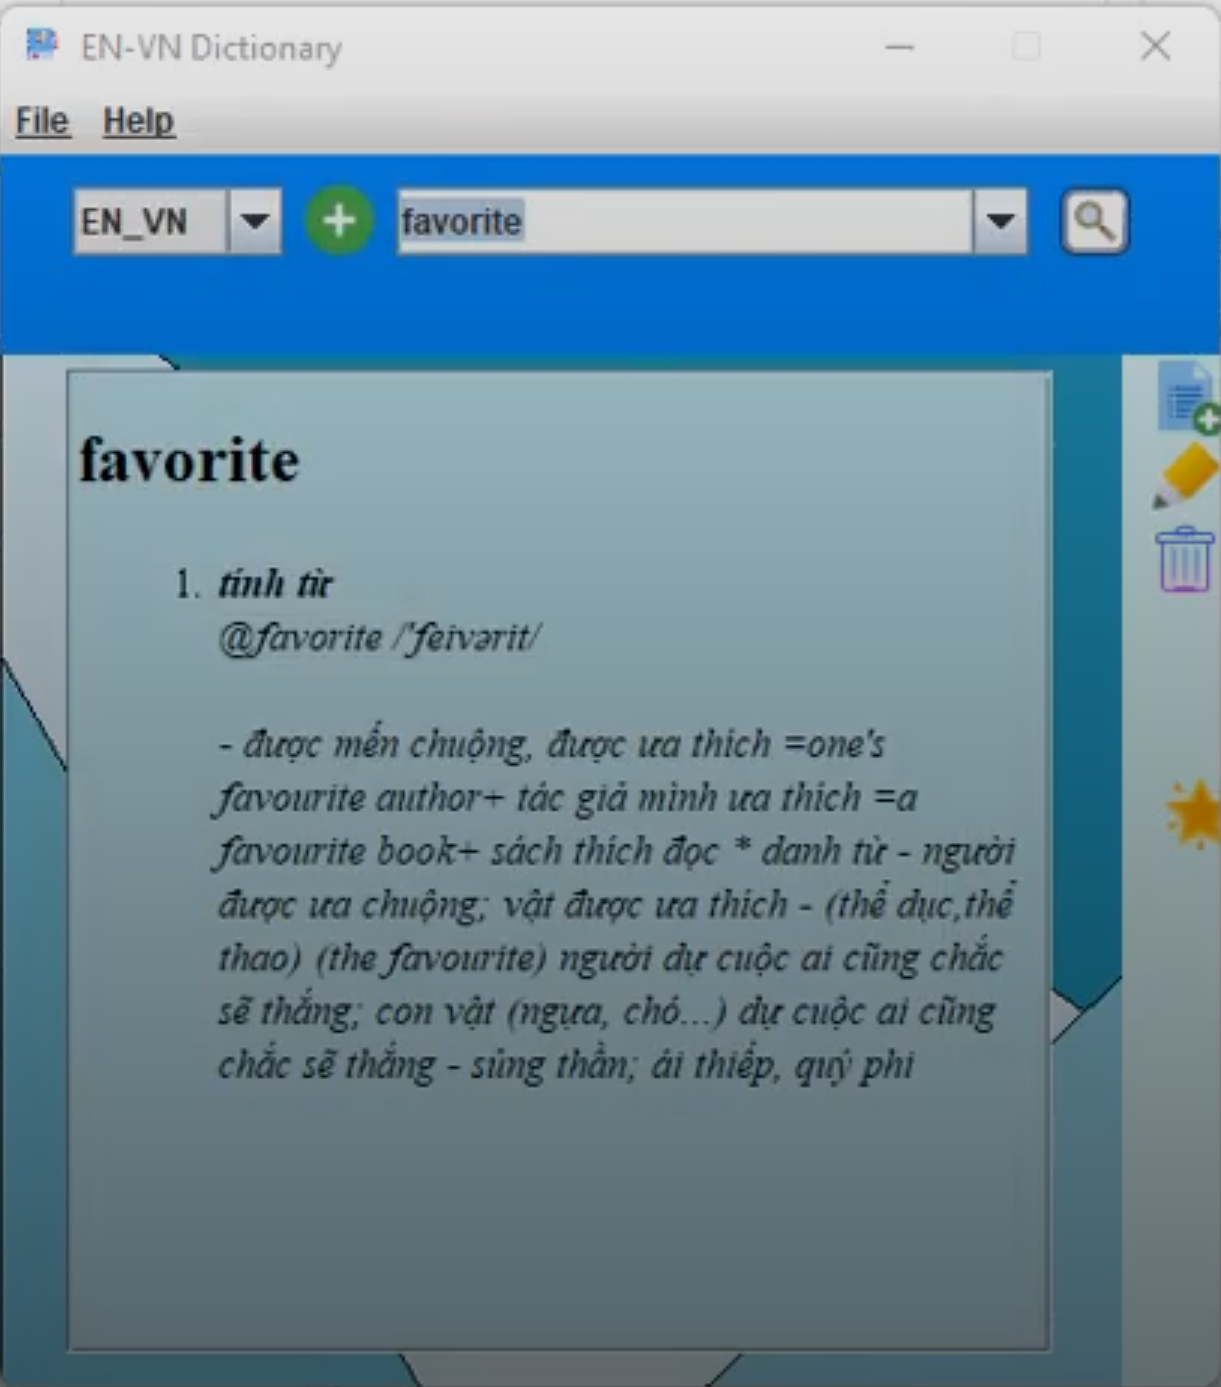 EN-VN Dictionary
File Help
EN_VN favorite
favorite
1. tính từ
@favorite /'feivərit/
- được mến chuộng, được ưa thích =one's
favourite author+ tác giả mình ưa thích =a
favourite book+ sách thích đọc * danh từ - người
được ưa chuộng; vật được ưa thích - (thể dục,thể
thao) (the favourite) người dự cuộc ai cũng chắc
sẽ thắng; con vật (ngựa, chó...) dự cuộc ai cũng
chắc sẽ thắng - sủng thần; ái thiếp, quý phi